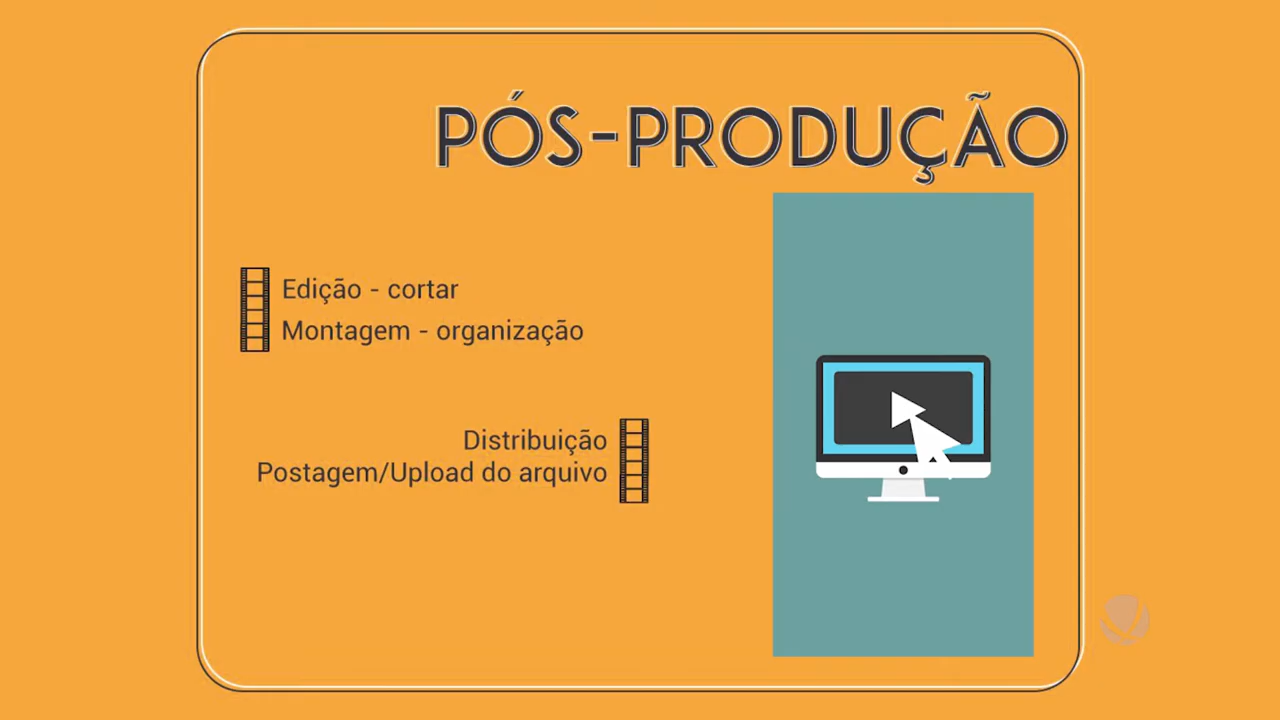 PÓS-PRODUÇÃO
Edição - cortar
Montagem - organização
Distribuição
Postagem/Upload do arquivo